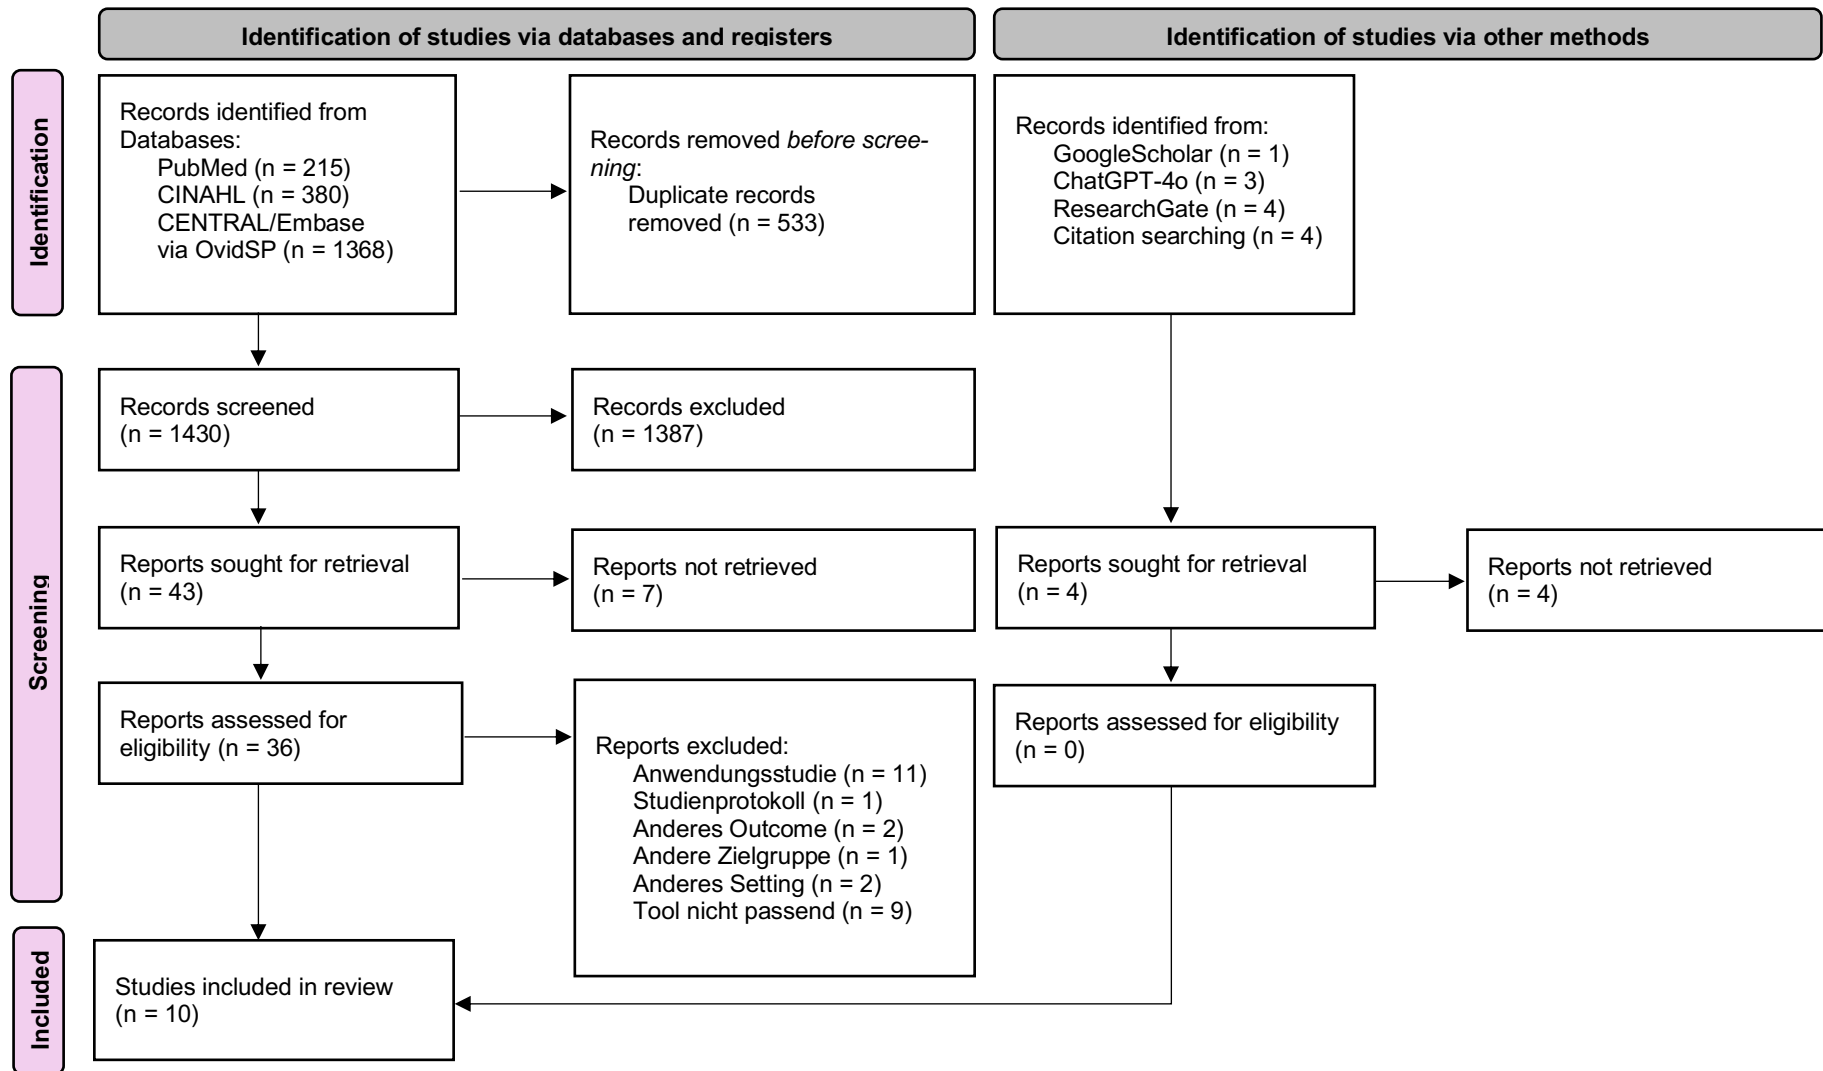 Identification of studies via databases and registers
Identification of studies via other methods
Identification
Records identified from
Databases:
PubMed (n = 215)
CINAHL (n = 380)
CENTRAL/Embase
via OvidSP (n = 1368)
Records removed before scree-
ning:
Duplicate records
removed (n = 533)
Records identified from:
GoogleScholar (n = 1)
ChatGPT-4o (n = 3)
ResearchGate (n = 4)
Citation searching (n = 4)
Screening
Records screened
(n = 1430)
Records excluded
(n = 1387)
Reports sought for retrieval
(n = 43)
Reports not retrieved
(n = 7)
Reports sought for retrieval
(n = 4)
Reports not retrieved
(n = 4)
Reports assessed for
eligibility (n = 36)
Reports excluded:
Anwendungsstudie (n = 11)
Studienprotokoll (n = 1)
Anderes Outcome (n = 2)
Andere Zielgruppe (n = 1)
Anderes Setting (n = 2)
Tool nicht passend (n = 9)
Reports assessed for eligibility
(n = 0)
Included
Studies included in review
(n = 10)